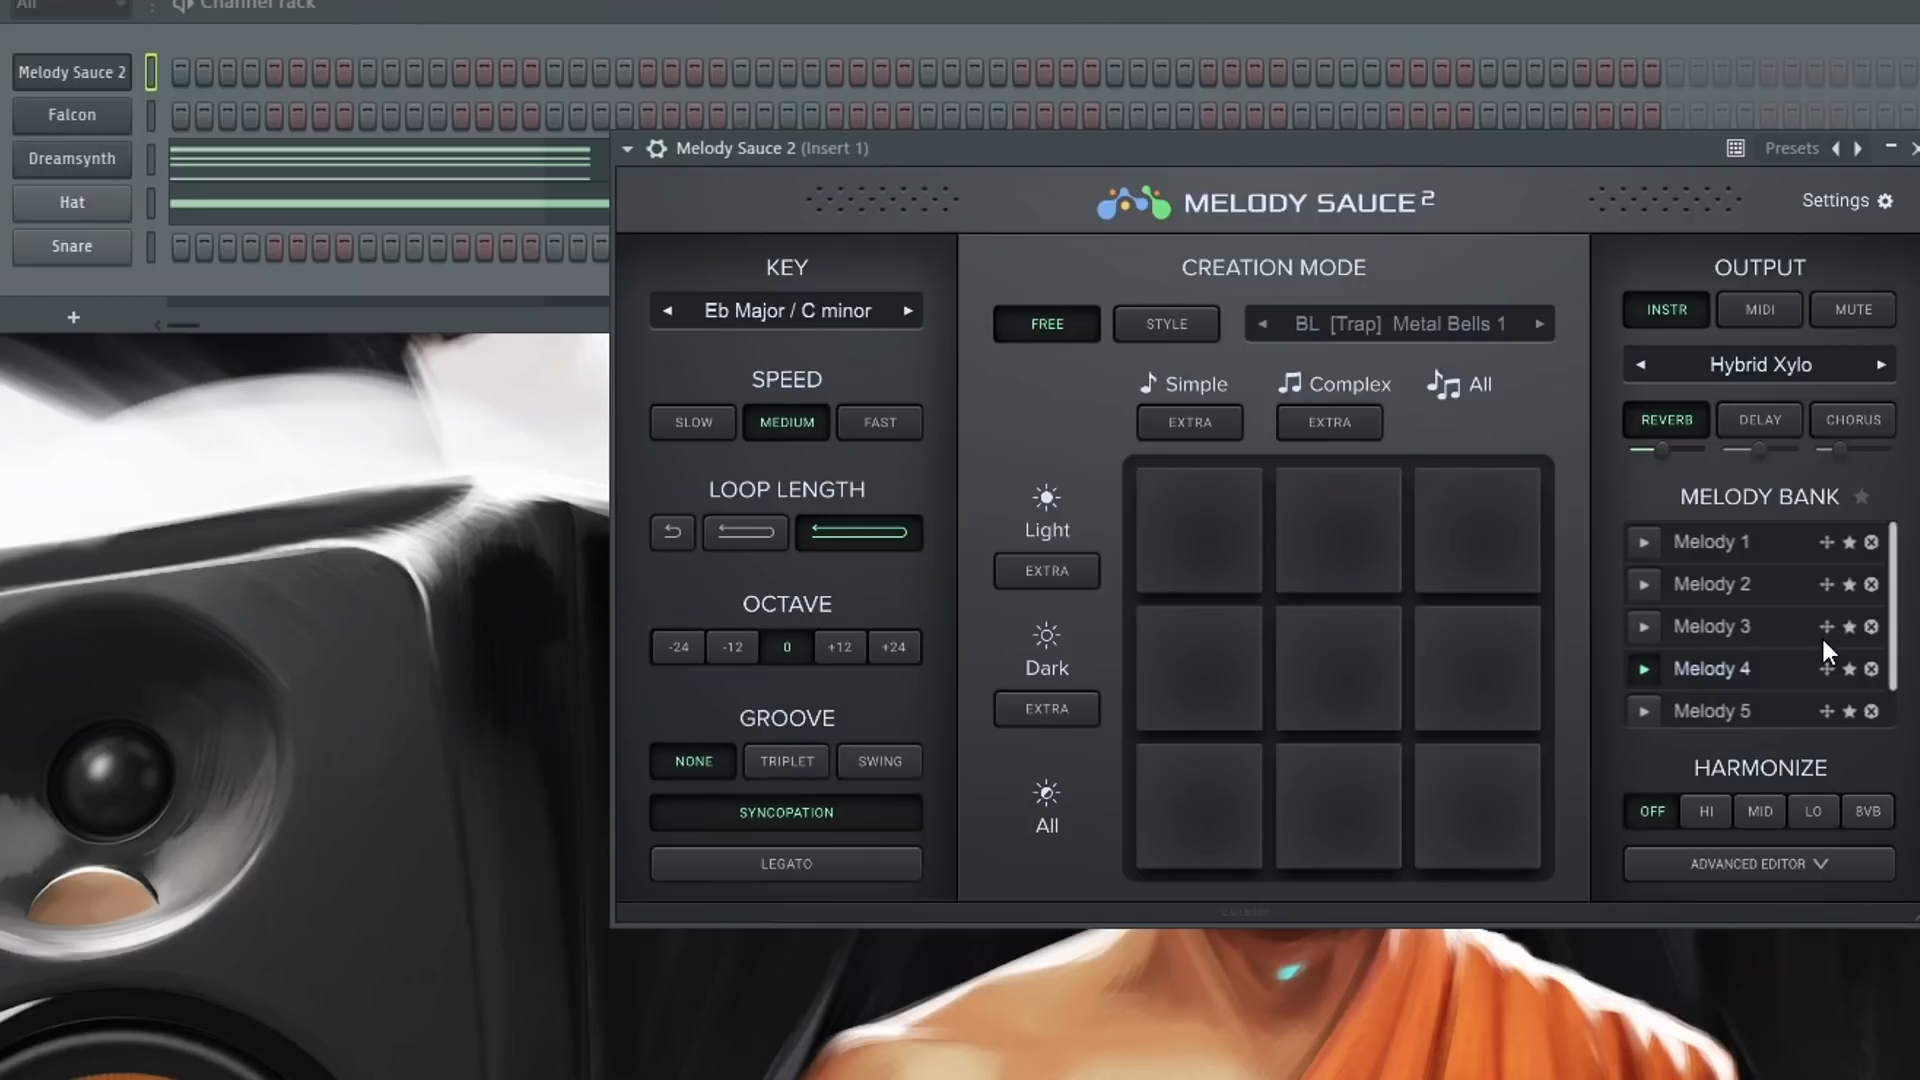 All
Channel rack
Melody Sauce 2
Falcon
Dreamsynth
Hat
Snare
+
Melody Sauce 2 (Insert 1)
Presets
MELODY SAUCE 2
Settings
KEY
Eb Major / C minor
SPEED
SLOW MEDIUM FAST
LOOP LENGTH
OCTAVE
-24 -12 0 +12 +24
GROOVE
NONE TRIPLET SWING
SYNCOPATION
LEGATO
CREATION MODE
FREE STYLE BL [Trap] Metal Bells 1
Simple Complex All
EXTRA EXTRA
Light
EXTRA
Dark
EXTRA
All
OUTPUT
INSTR MIDI MUTE
Hybrid Xylo
REVERB DELAY CHORUS
MELODY BANK
Melody 1
Melody 2
Melody 3
Melody 4
Melody 5
HARMONIZE
OFF HI MID LO 8VB
ADVANCED EDITOR